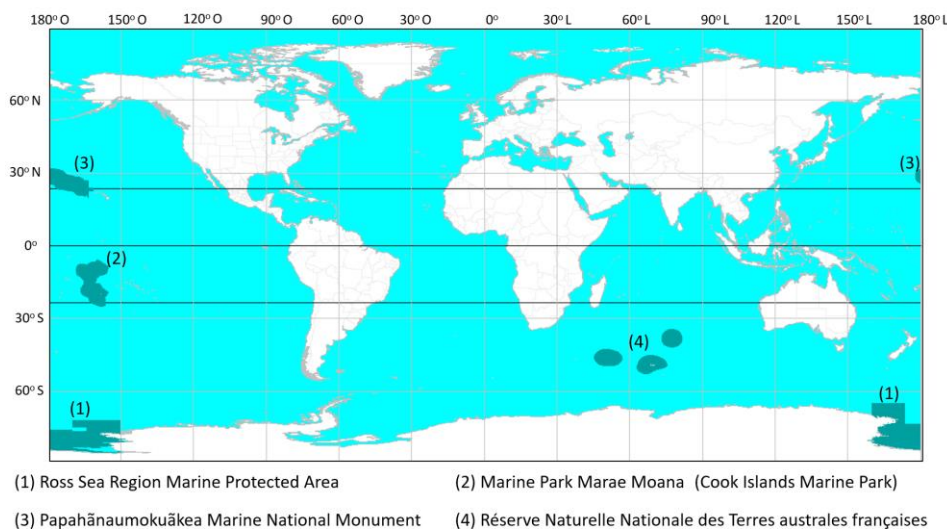 180° 150° 120° 90° 60° 30° 0° 30° 60° 90° L 120° L 150° L 180° L
60° N
(3) (3)
30° N
0°
(2)
30° S
(4)
60° S
(1) (1)
(1) Ross Sea Region Marine Protected Area (2) Marine Park Marae Moana (Cook Islands Marine Park)
(3) Papahãnaumokuãkea Marine National Monument (4) Réserve Naturelle Nationale des Terres australes françaises